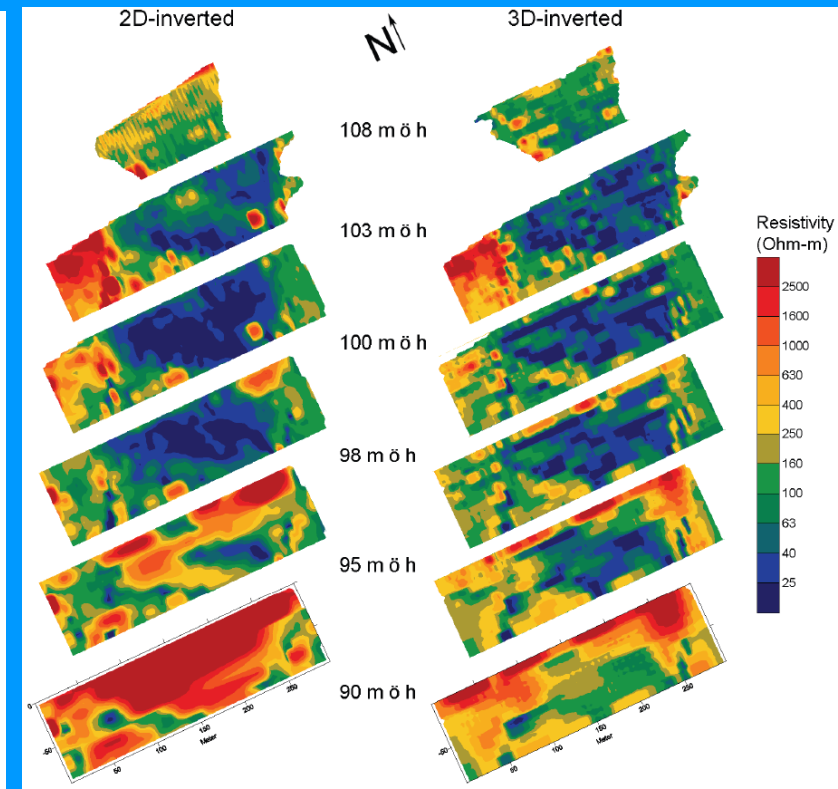 2D-inverted
3D-inverted
N
108 m ö h
103 m ö h
100 m ö h
98 m ö h
95 m ö h
90 m ö h
Resistivity
(Ohm-m)
2500
1600
1000
630
400
250
160
100
63
40
25
0
-50
50
100
150
200
250
Meter
0
-50
50
100
150
200
250
Meter